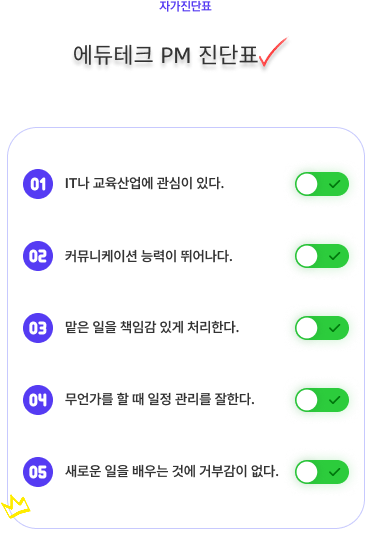 자가진단표
에듀테크 PM 진단표
01 IT나 교육산업에 관심이 있다.
02 커뮤니케이션 능력이 뛰어나다.
03 맡은 일을 책임감 있게 처리한다.
04 무언가를 할 때 일정 관리를 잘한다.
05 새로운 일을 배우는 것에 거부감이 없다.